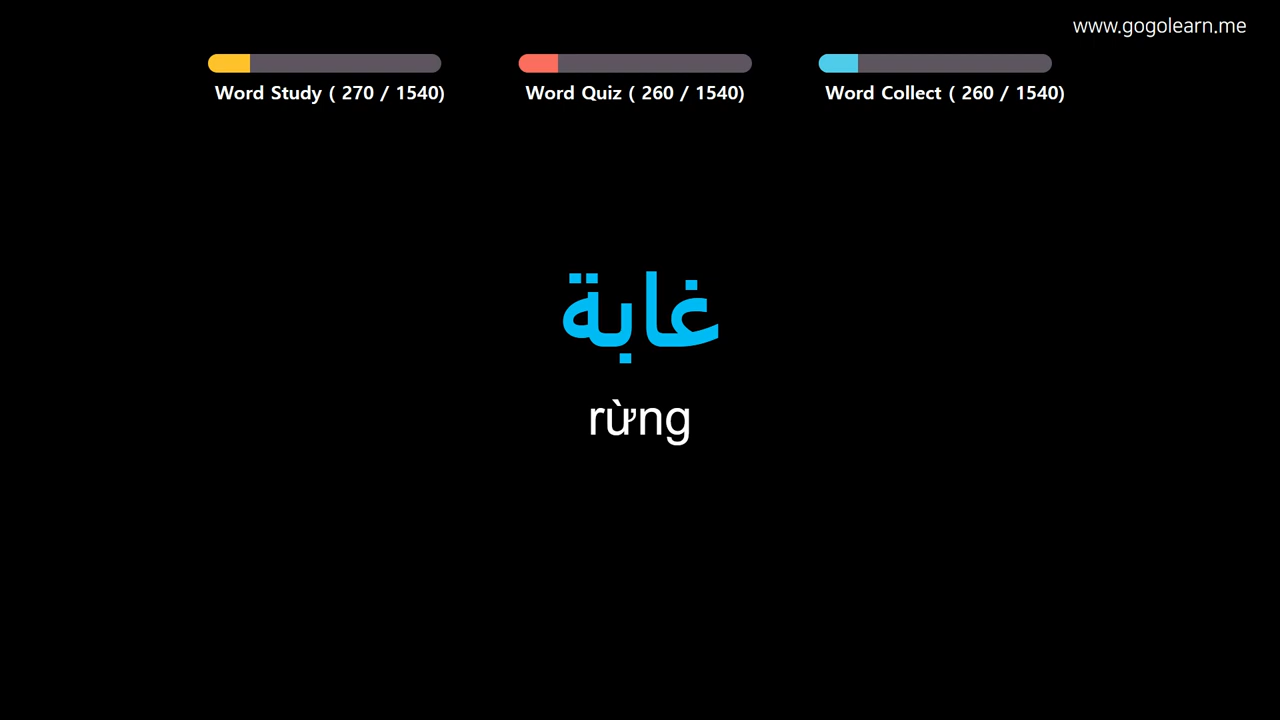 www.gogolearn.me
Word Study ( 270 / 1540)
Word Quiz ( 260 / 1540)
Word Collect ( 260 / 1540)
غابة
rừng